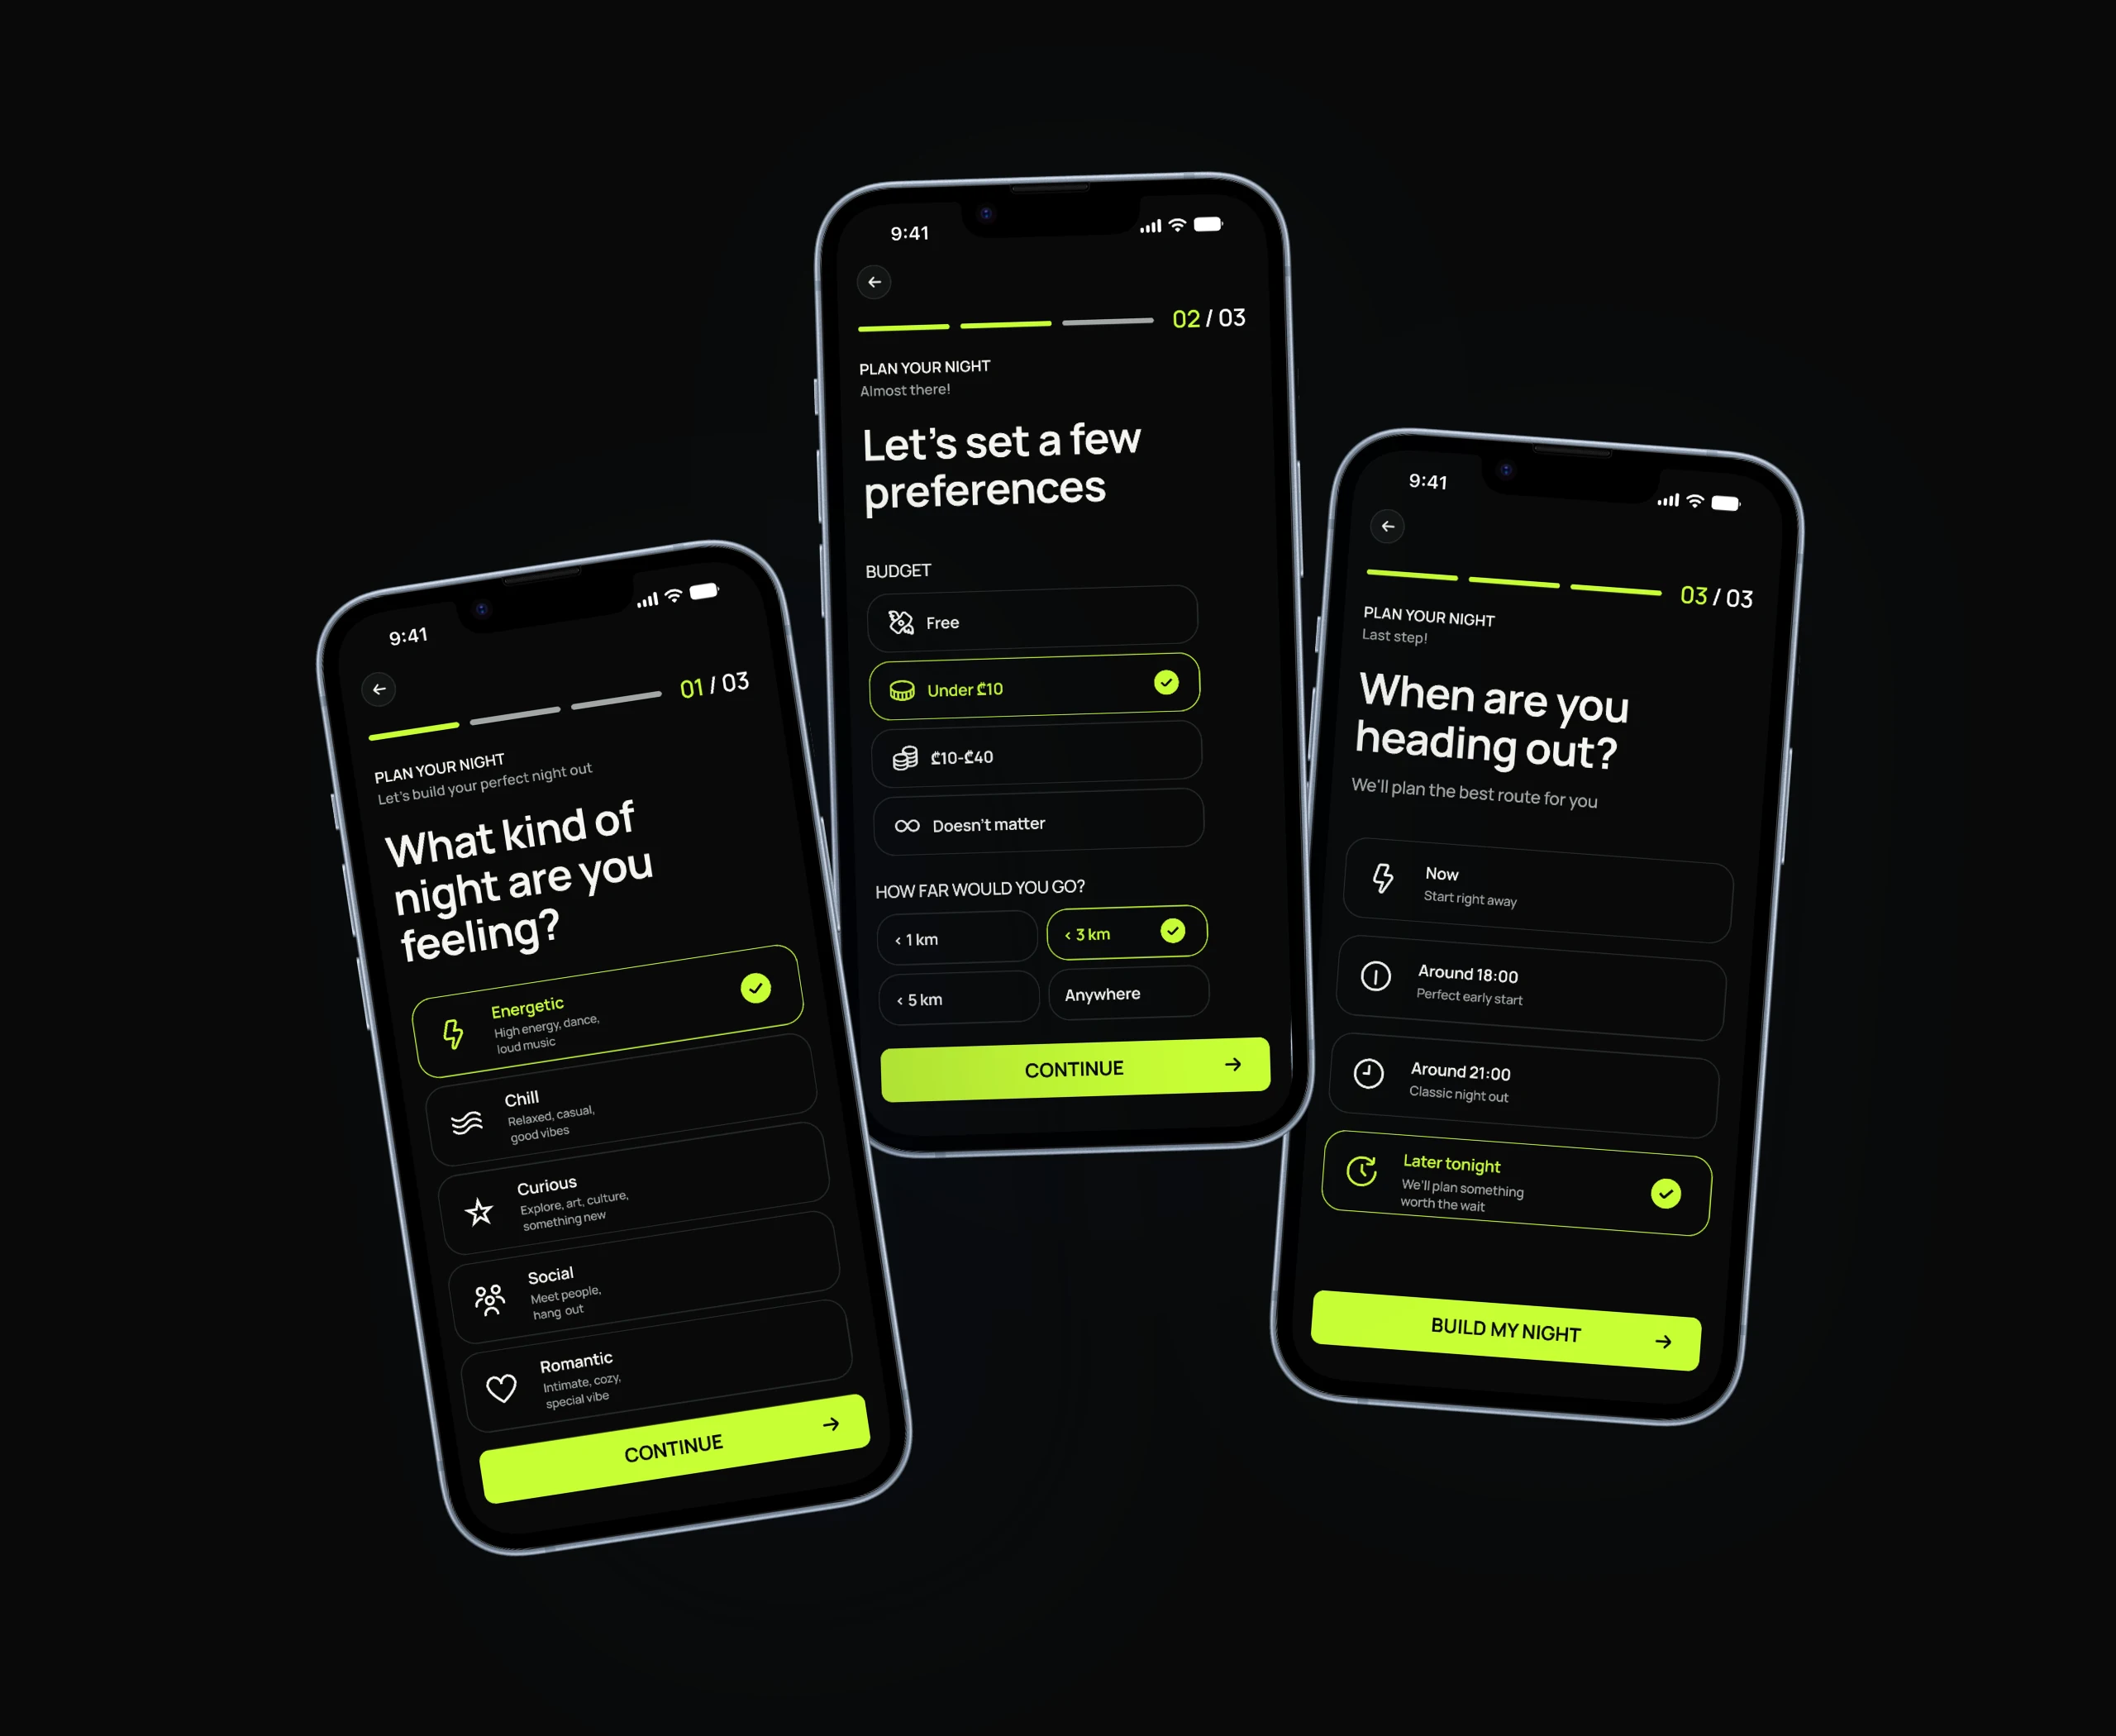 9:41
01 / 03
PLAN YOUR NIGHT
Let's build your perfect night out
What kind of
night are you
feeling?
Energetic
High energy, dance,
loud music
Chill
Relaxed, casual,
good vibes
Curious
Explore, art, culture,
something new
Social
Meet people,
hang out
Romantic
Intimate, cozy,
special vibe
CONTINUE
9:41
02 / 03
PLAN YOUR NIGHT
Almost there!
Let's set a few
preferences
BUDGET
Free
Under ₾10
₾10-₾40
Doesn't matter
HOW FAR WOULD YOU GO?
< 1 km
< 3 km
< 5 km
Anywhere
CONTINUE
9:41
03 / 03
PLAN YOUR NIGHT
Last step!
When are you
heading out?
We'll plan the best route for you
Now
Start right away
Around 18:00
Perfect early start
Around 21:00
Classic night out
Later tonight
We'll plan something
worth the wait
BUILD MY NIGHT